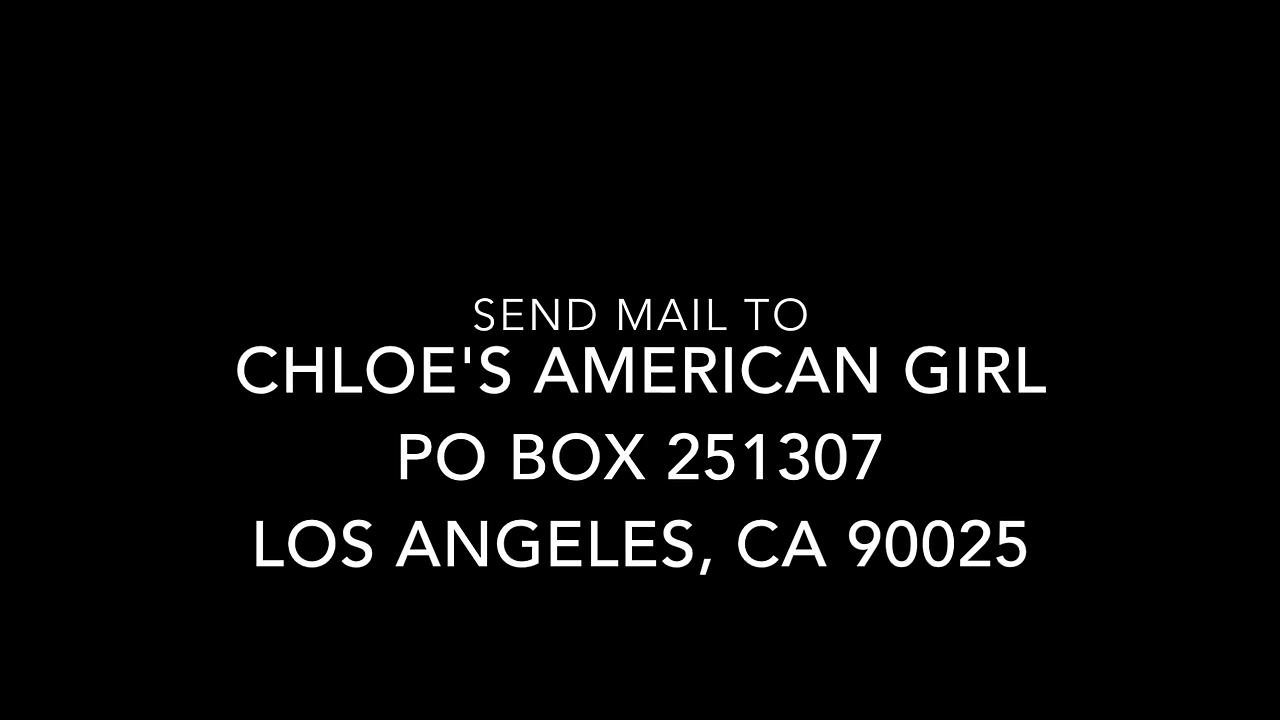 SEND MAIL TO
CHLOE'S AMERICAN GIRL
PO BOX 251307
LOS ANGELES, CA 90025